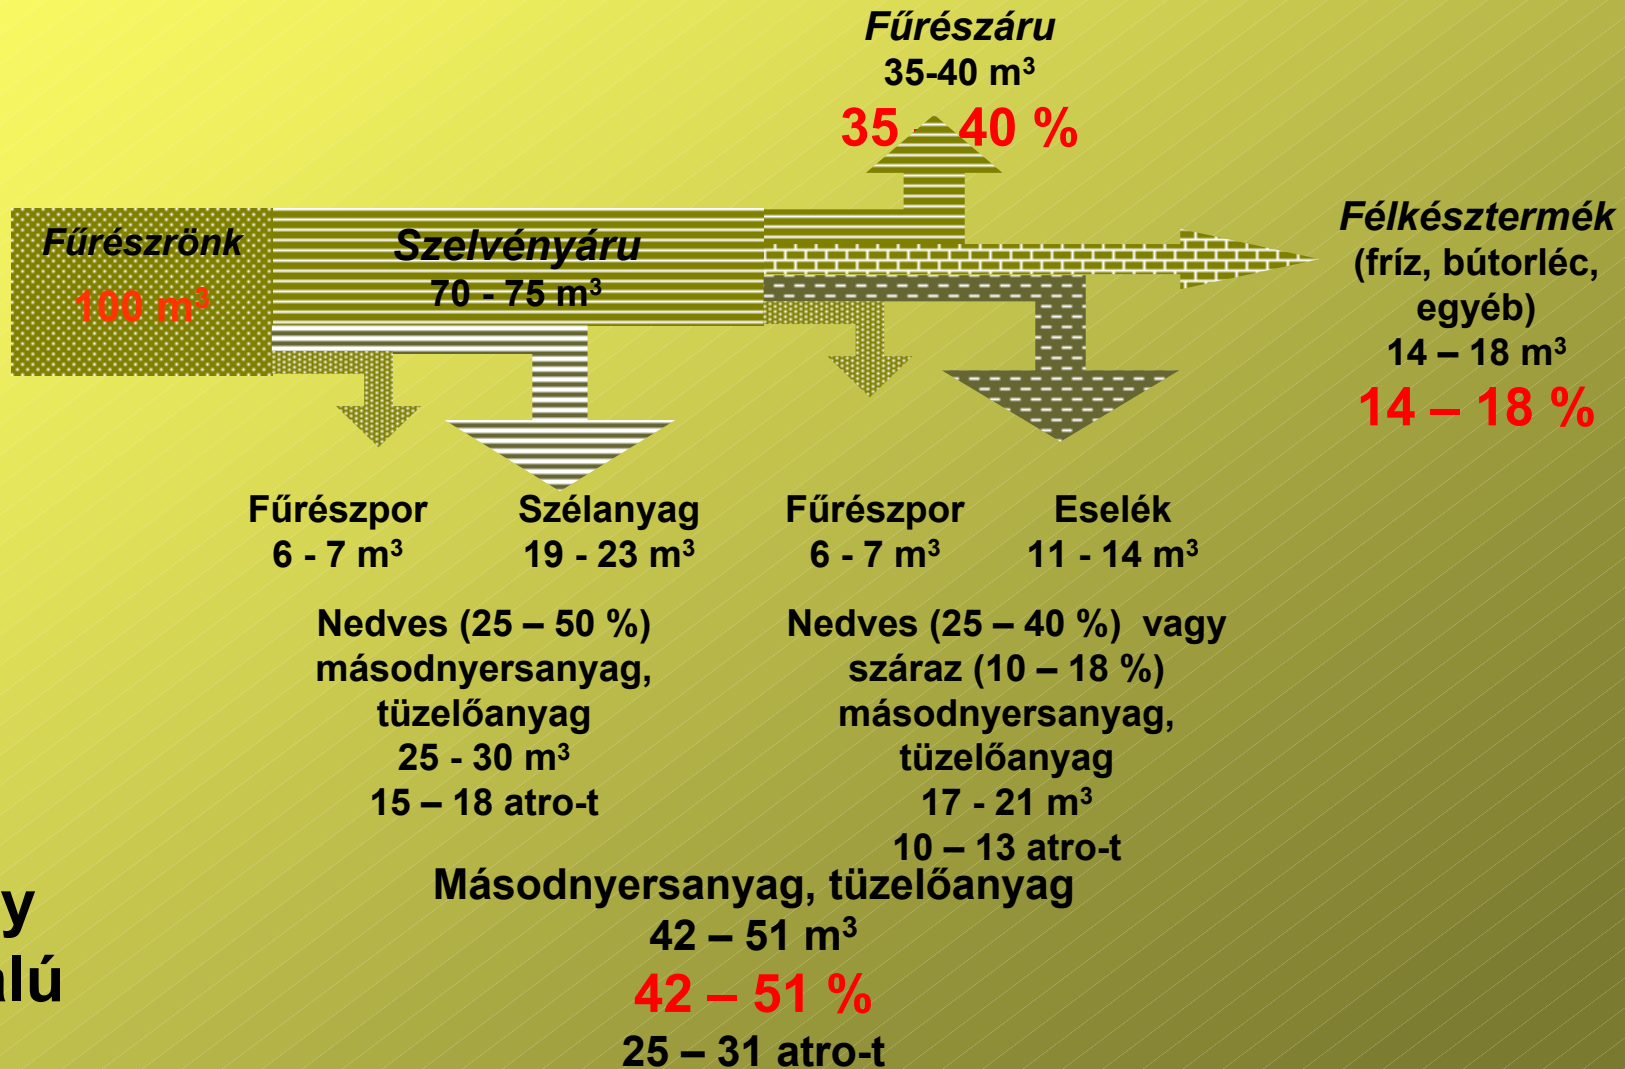 Fűrészáru
35-40 m³
35 – 40 %
Fűrészrönk
100 m³
Szelvényáru
70 - 75 m³
Félkésztermék
(fríz, bútorléc,
egyéb)
14 – 18 m³
14 – 18 %
Fűrészpor
6 - 7 m³
Szélanyag
19 - 23 m³
Fűrészpor
6 - 7 m³
Eselék
11 - 14 m³
Nedves (25 – 50 %)
másodnyersanyag,
tüzelőanyag
25 - 30 m³
15 – 18 atro-t
Nedves (25 – 40 %) vagy
száraz (10 – 18 %)
másodnyersanyag,
tüzelőanyag
17 - 21 m³
10 – 13 atro-t
Másodnyersanyag, tüzelőanyag
42 – 51 m³
42 – 51 %
25 – 31 atro-t
y
alú